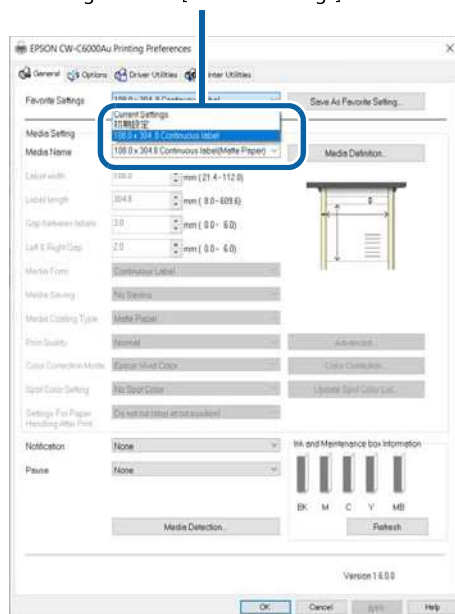 EPSON CW-C6000Au Printing Preferences
General Options Driver Utilities Printer Utilities
Favorite Settings 108.0 x 304.8 Continuous label Save As Favorite Setting...
Current Settings
初期設定
108.0 x 304.8 Continuous label
Media Setting
Media Name 108.0 x 304.8 Continuous label(Matte Paper) Media Definition...
Label width 108.0 mm ( 21.4 - 112.0)
Label length 304.8 mm ( 8.0 - 609.6)
Gap between labels 3.0 mm ( 0.0 - 6.0)
Left & Right Gap 2.0 mm ( 0.0 - 6.0)
Media Form Continuous Label
Media Saving No Saving
Media Coating Type Matte Paper
Print Quality Normal Advanced...
Color Correction Mode Epson Vivid Color Color Correction...
Spot Color Setting No Spot Color Update Spot Color List...
Settings For Paper Handling After Print Do not cut (stop at cut position)
Notification None Ink and Maintenance box Information
Pause None
BK M C Y MB
Media Detection... Refresh
Version 1.6.0.0
OK Cancel Apply Help